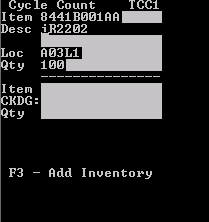 Cycle Count TCC1
Item 8441B001AA
Desc iR2202
Loc A03L1
Qty 100
---------------
Item
CKDG:
Qty
F3 - Add Inventory